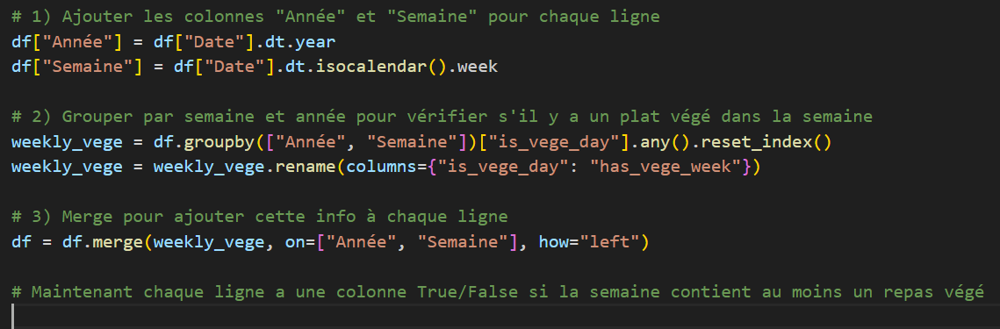 # 1) Ajouter les colonnes "Année" et "Semaine" pour chaque ligne
df["Année"] = df["Date"].dt.year
df["Semaine"] = df["Date"].dt.isocalendar().week
# 2) Grouper par semaine et année pour vérifier s'il y a un plat végé dans la semaine
weekly_vege = df.groupby(["Année", "Semaine"])["is_vege_day"].any().reset_index()
weekly_vege = weekly_vege.rename(columns={"is_vege_day": "has_vege_week"})
# 3) Merge pour ajouter cette info à chaque ligne
df = df.merge(weekly_vege, on=["Année", "Semaine"], how="left")
# Maintenant chaque ligne a une colonne True/False si la semaine contient au moins un repas végé